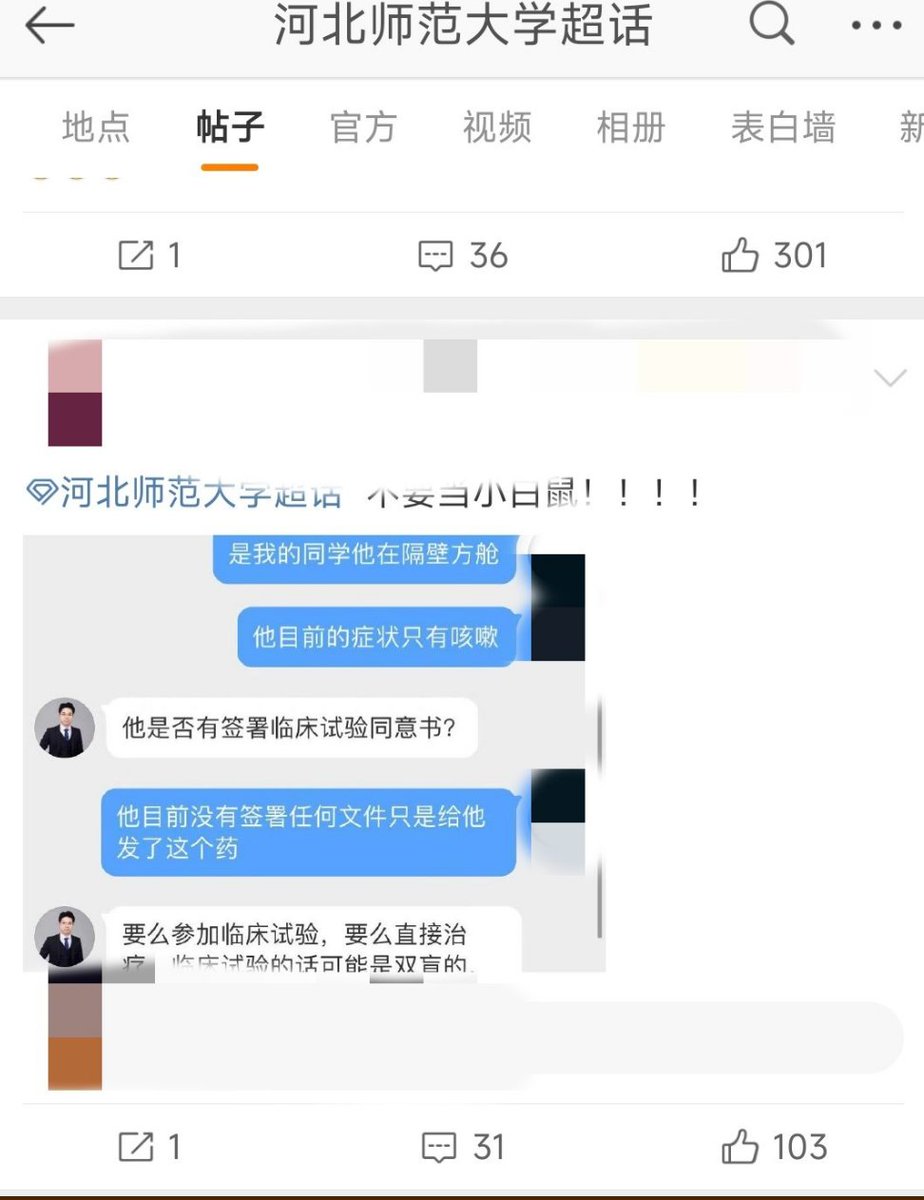 河北师范大学超话
地点 帖子 官方 视频 相册 表白墙 新
1 36 301
河北师范大学超话 不要当小白鼠！！！！
是我的同学他在隔壁方舱
他目前的症状只有咳嗽
他是否有签署临床试验同意书？
他目前没有签署任何文件只是给他
发了这个药
要么参加临床试验，要么直接治
疗，临床试验的话可能是双盲的，
1 31 103